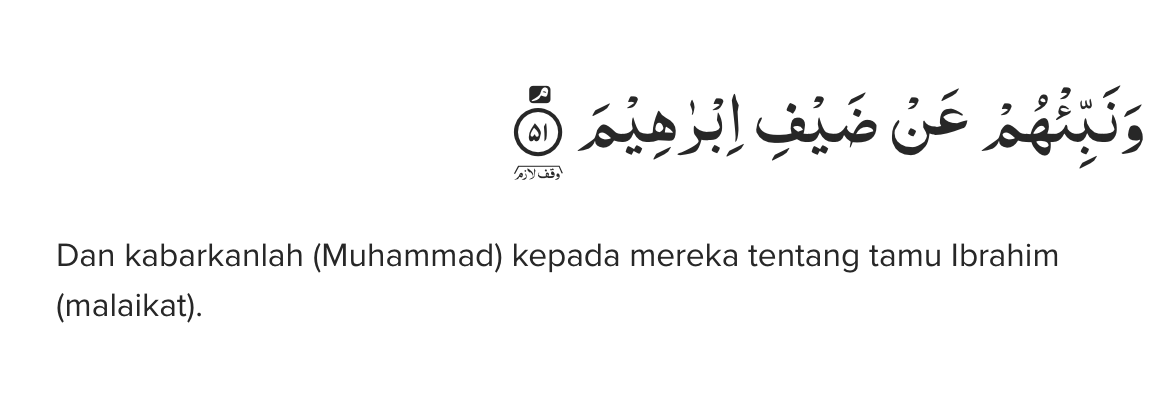 وَنَبِّئْهُمْ عَنْ ضَيْفِ اِبْرٰهِيْمَۘ ۝٥١
وقف لازم
Dan kabarkanlah (Muhammad) kepada mereka tentang tamu Ibrahim
(malaikat).